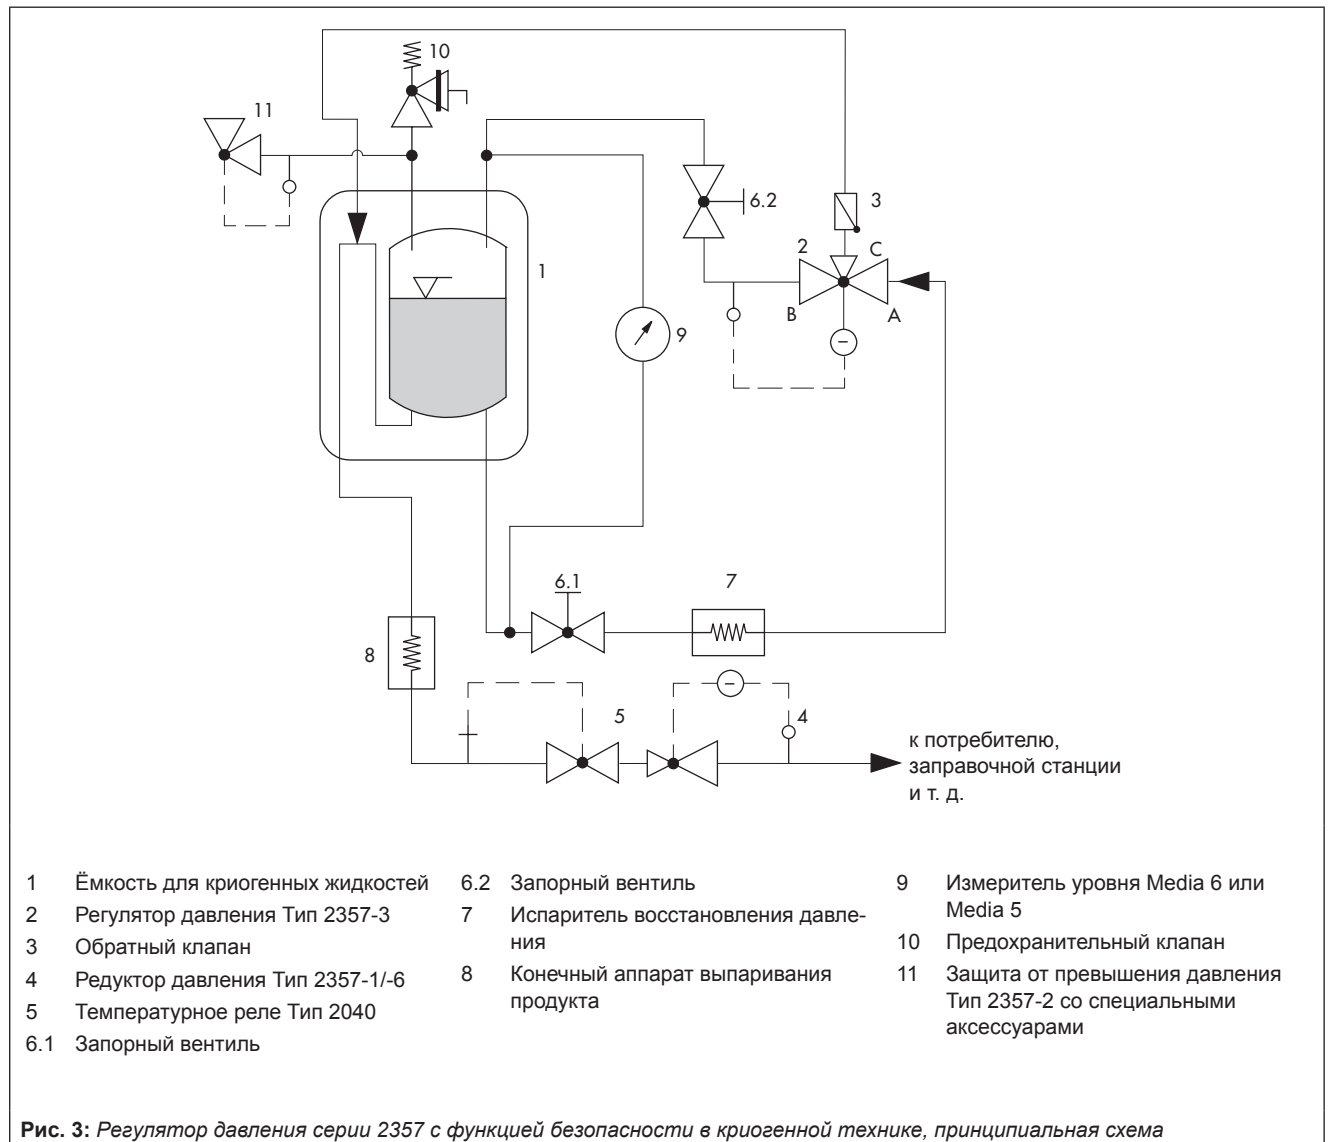 10
11
6.2
3
2
C
1
B
A
9
6.1
7
8
5
4
к потребителю,
заправочной станции
и т. д.
1 Ёмкость для криогенных жидкостей
2 Регулятор давления Тип 2357-3
3 Обратный клапан
4 Редуктор давления Тип 2357-1/-6
5 Температурное реле Тип 2040
6.1 Запорный вентиль
6.2 Запорный вентиль
7 Испаритель восстановления давле-
ния
8 Конечный аппарат выпаривания
продукта
9 Измеритель уровня Media 6 или
Media 5
10 Предохранительный клапан
11 Защита от превышения давления
Тип 2357-2 со специальными
аксессуарами
Рис. 3: Регулятор давления серии 2357 с функцией безопасности в криогенной технике, принципиальная схема